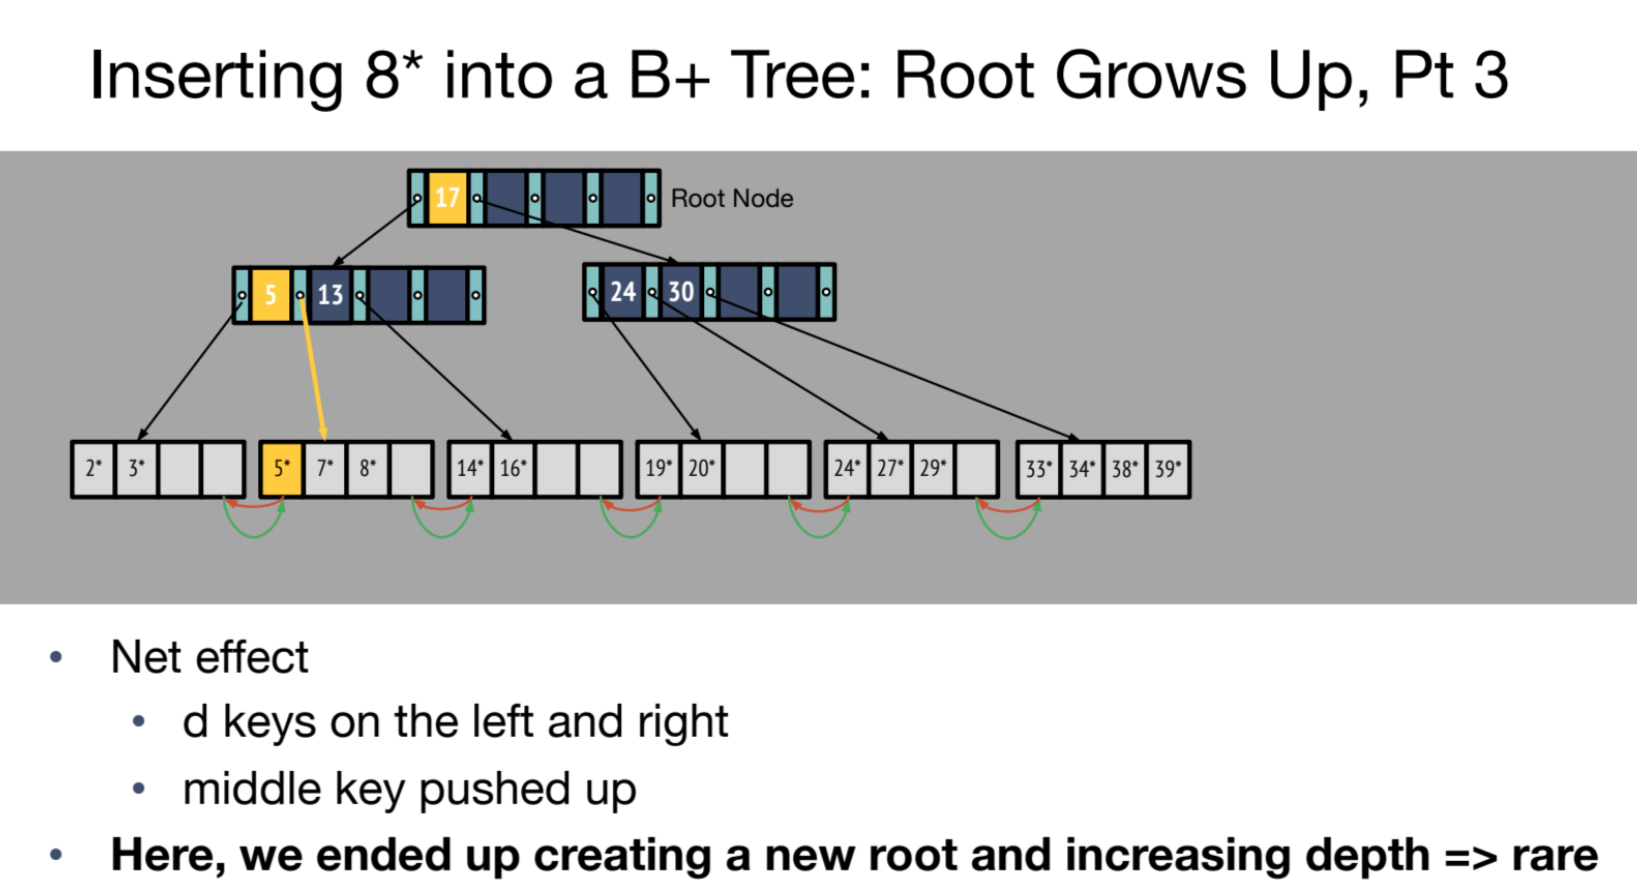 Inserting 8* into a B+ Tree: Root Grows Up, Pt 3
17 Root Node
5 13 24 30
2* 3* 5* 7* 8* 14* 16* 19* 20* 24* 27* 29* 33* 34* 38* 39*
• Net effect
• d keys on the left and right
• middle key pushed up
• Here, we ended up creating a new root and increasing depth => rare